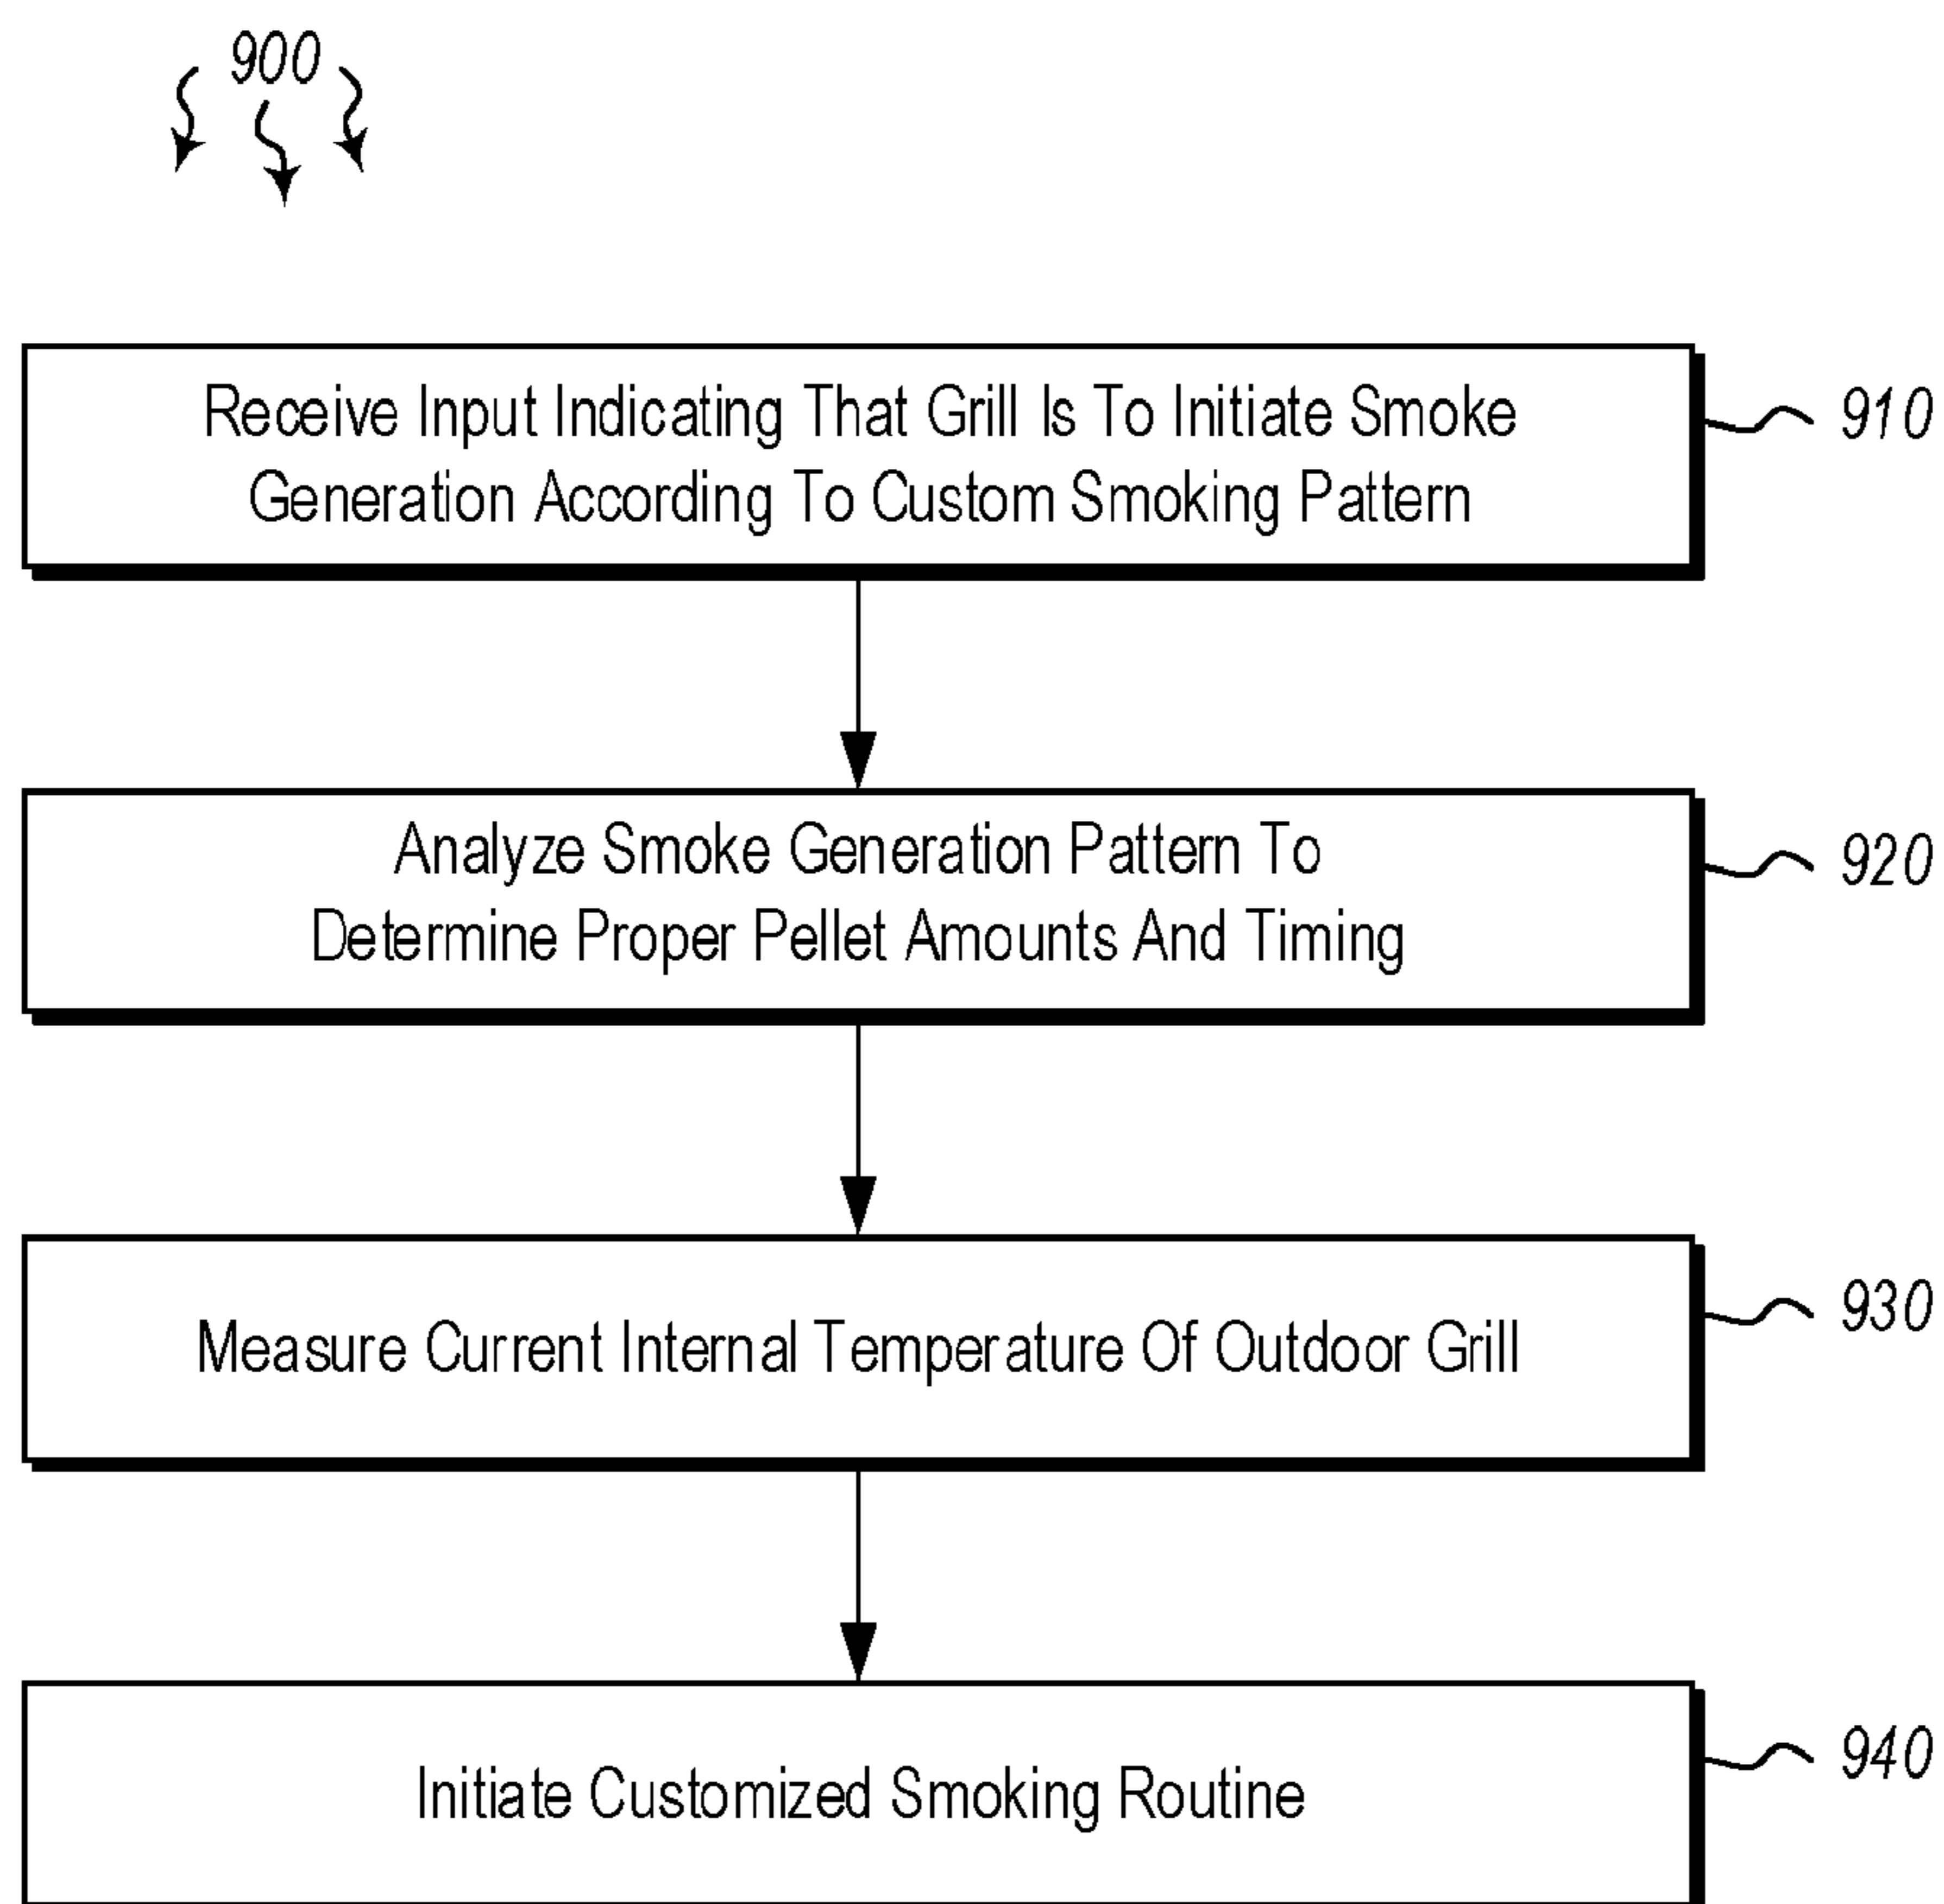 900
Receive Input Indicating That Grill Is To Initiate Smoke
Generation According To Custom Smoking Pattern
910
Analyze Smoke Generation Pattern To
Determine Proper Pellet Amounts And Timing
920
Measure Current Internal Temperature Of Outdoor Grill
930
Initiate Customized Smoking Routine
940